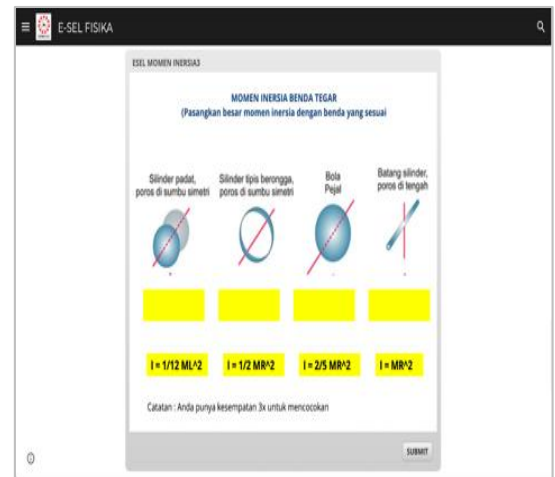 E-SEL FISIKA
ESEL MOMEN INERSIA3
MOMEN INERSIA BENDA TEGAR
(Pasangkan besar momen inersia dengan benda yang sesuai
Silinder padat,
poros di sumbu simetri
Silinder tipis berongga,
poros di sumbu simetri
Bola
Pejal
Batang silinder,
poros di tengah
I = 1/12 ML^2
I = 1/2 MR^2
I = 2/5 MR^2
I = MR^2
Catatan : Anda punya kesempatan 3x untuk mencocokan
SUBMIT